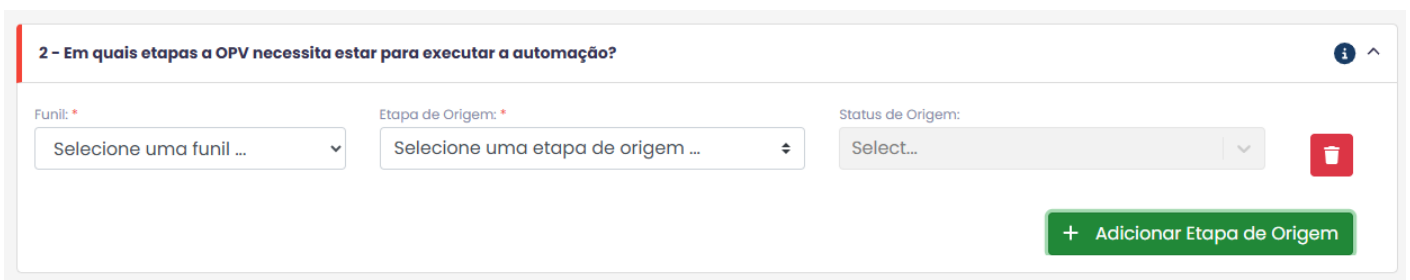 2 - Em quais etapas a OPV necessita estar para executar a automação?
Funil: *
Etapa de Origem: *
Status de Origem:
Selecione uma funil ...
Selecione uma etapa de origem ...
Select...
+ Adicionar Etapa de Origem